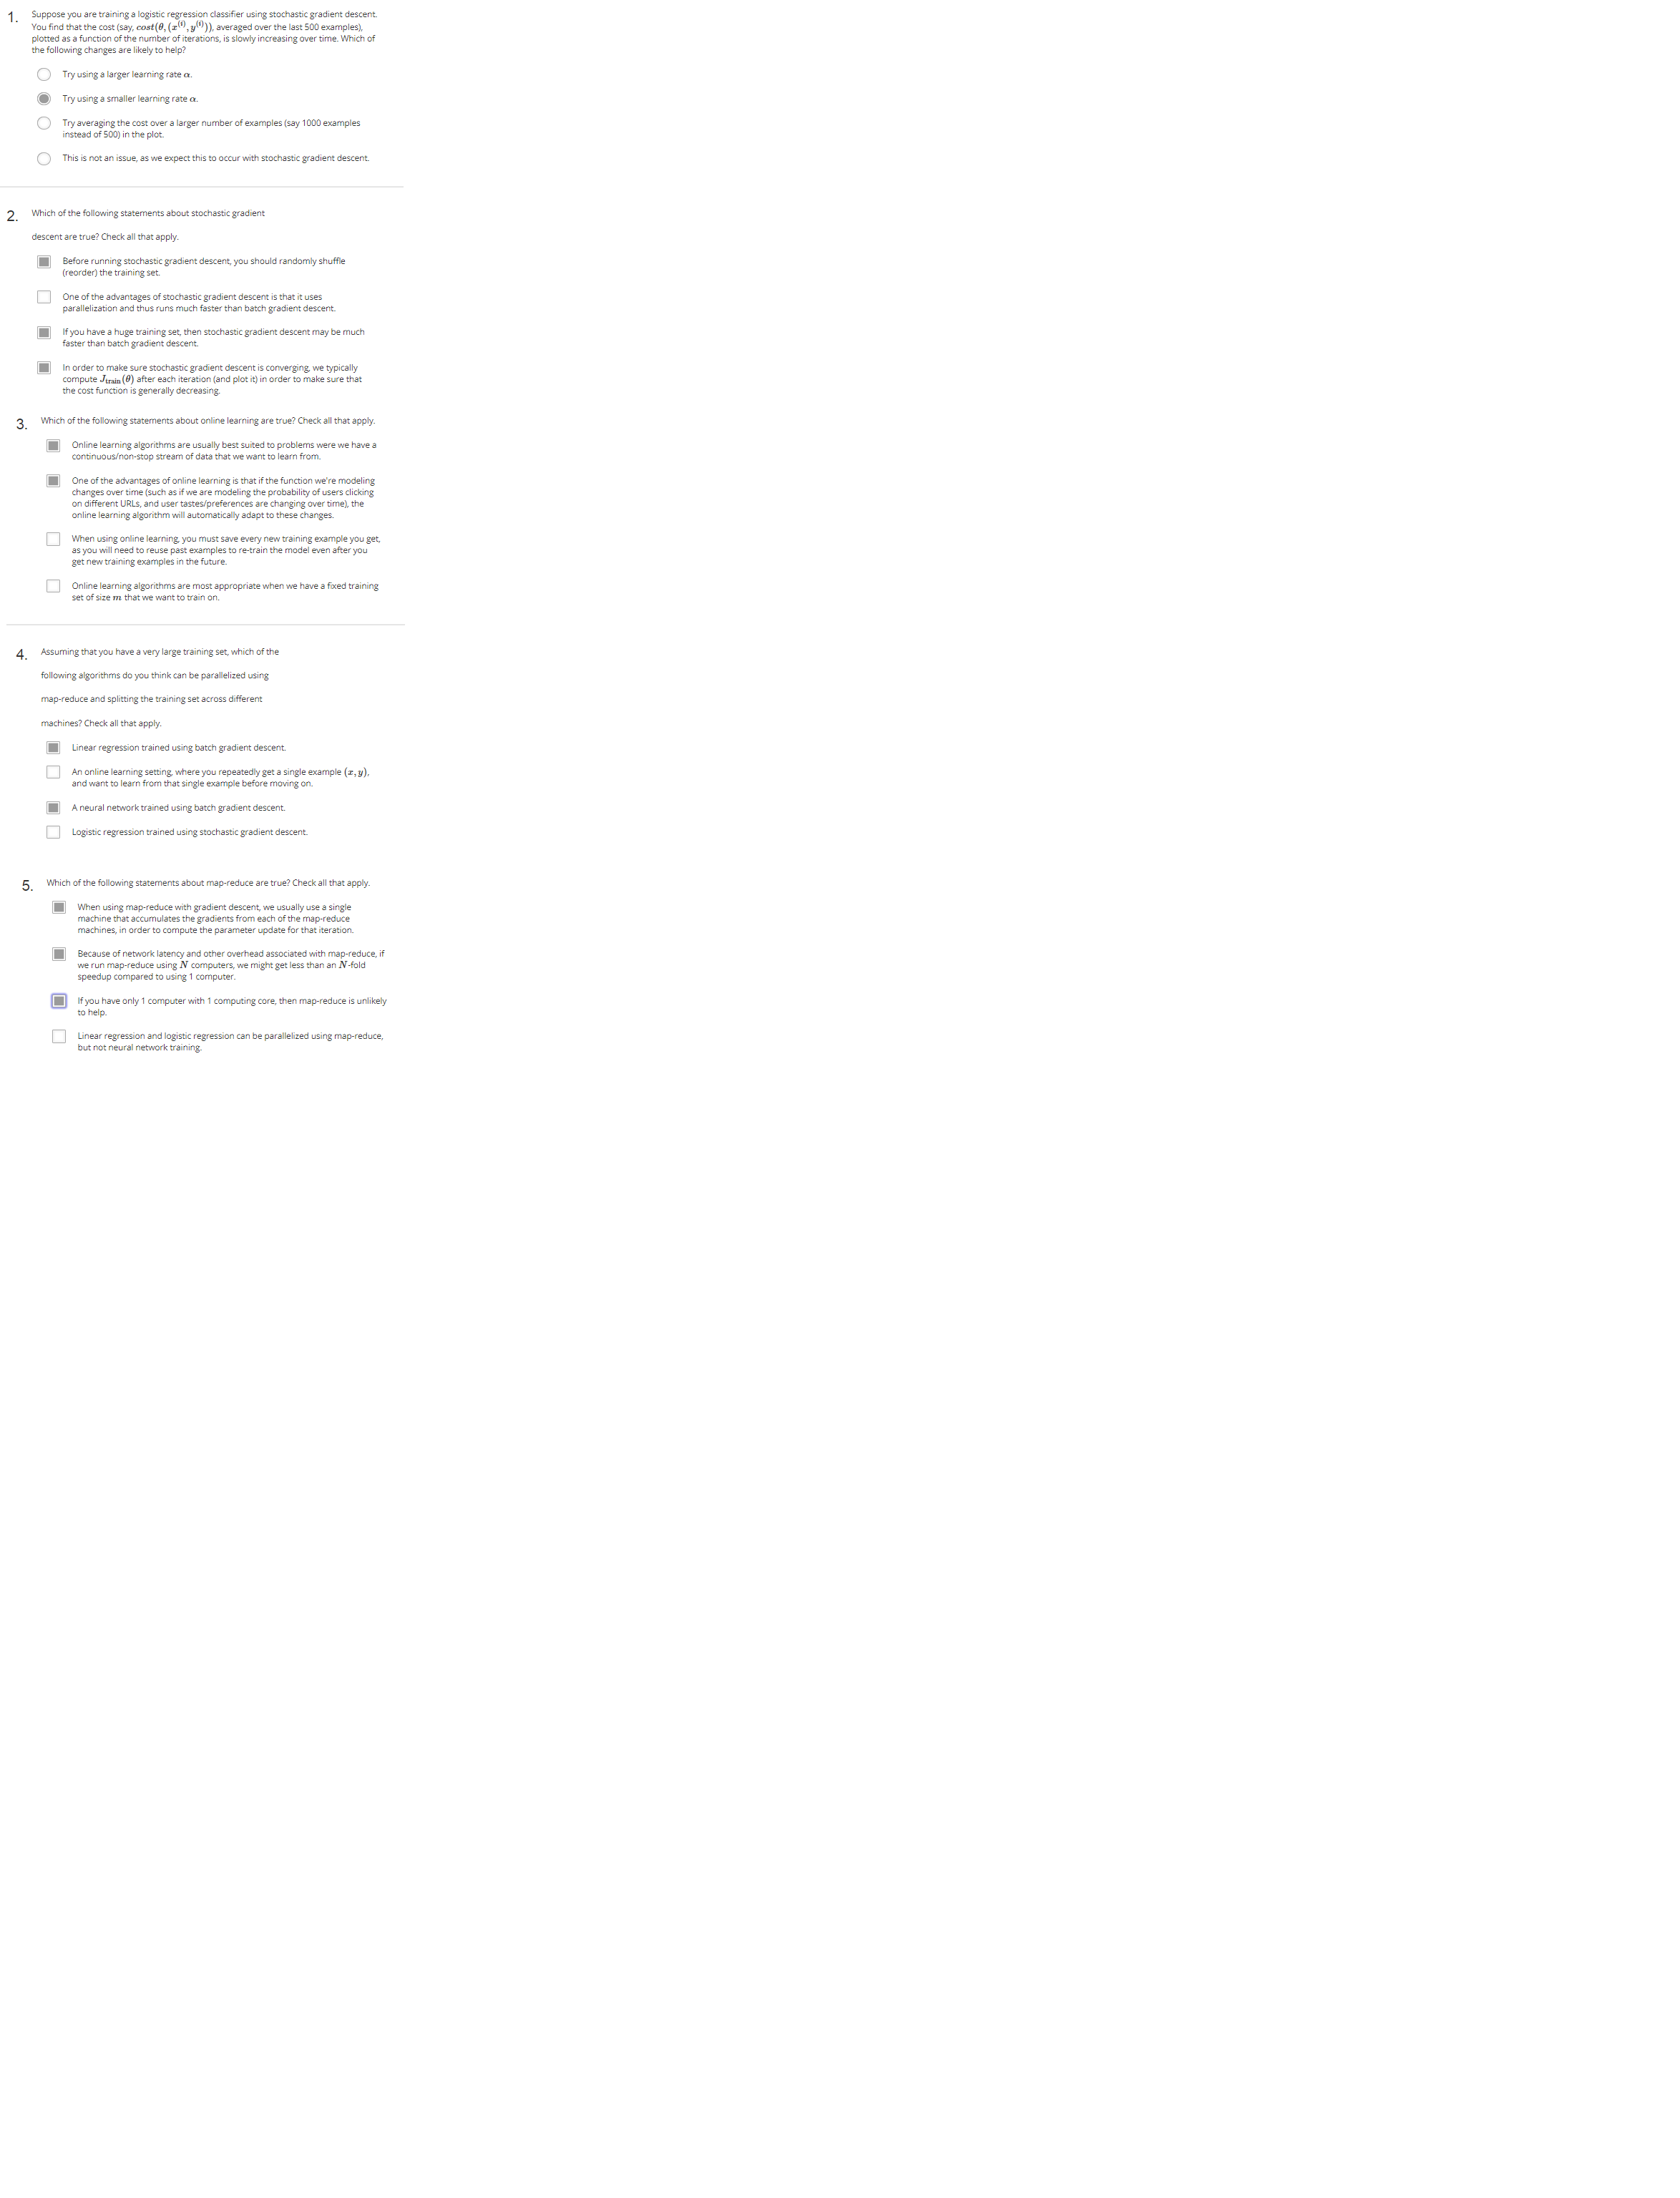 1. Suppose you are training a logistic regression classifier using stochastic gradient descent.
You find that the cost (say, cost(θ, (x^(i), y^(i))), averaged over the last 500 examples),
plotted as a function of the number of iterations, is slowly increasing over time. Which of
the following changes are likely to help?
Try using a larger learning rate α.
Try using a smaller learning rate α.
Try averaging the cost over a larger number of examples (say 1000 examples
instead of 500) in the plot.
This is not an issue, as we expect this to occur with stochastic gradient descent.
2. Which of the following statements about stochastic gradient
descent are true? Check all that apply.
Before running stochastic gradient descent, you should randomly shuffle
(reorder) the training set.
One of the advantages of stochastic gradient descent is that it uses
parallelization and thus runs much faster than batch gradient descent.
If you have a huge training set, then stochastic gradient descent may be much
faster than batch gradient descent.
In order to make sure stochastic gradient descent is converging, we typically
compute J_train(θ) after each iteration (and plot it) in order to make sure that
the cost function is generally decreasing.
3. Which of the following statements about online learning are true? Check all that apply.
Online learning algorithms are usually best suited to problems were we have a
continuous/non-stop stream of data that we want to learn from.
One of the advantages of online learning is that if the function we're modeling
changes over time (such as if we are modeling the probability of users clicking
on different URLs, and user tastes/preferences are changing over time), the
online learning algorithm will automatically adapt to these changes.
When using online learning, you must save every new training example you get,
as you will need to reuse past examples to re-train the model even after you
get new training examples in the future.
Online learning algorithms are most appropriate when we have a fixed training
set of size m that we want to train on.
4. Assuming that you have a very large training set, which of the
following algorithms do you think can be parallelized using
map-reduce and splitting the training set across different
machines? Check all that apply.
Linear regression trained using batch gradient descent.
An online learning setting, where you repeatedly get a single example (x, y),
and want to learn from that single example before moving on.
A neural network trained using batch gradient descent.
Logistic regression trained using stochastic gradient descent.
5. Which of the following statements about map-reduce are true? Check all that apply.
When using map-reduce with gradient descent, we usually use a single
machine that accumulates the gradients from each of the map-reduce
machines, in order to compute the parameter update for that iteration.
Because of network latency and other overhead associated with map-reduce, if
we run map-reduce using N computers, we might get less than an N-fold
speedup compared to using 1 computer.
If you have only 1 computer with 1 computing core, then map-reduce is unlikely
to help.
Linear regression and logistic regression can be parallelized using map-reduce,
but not neural network training.